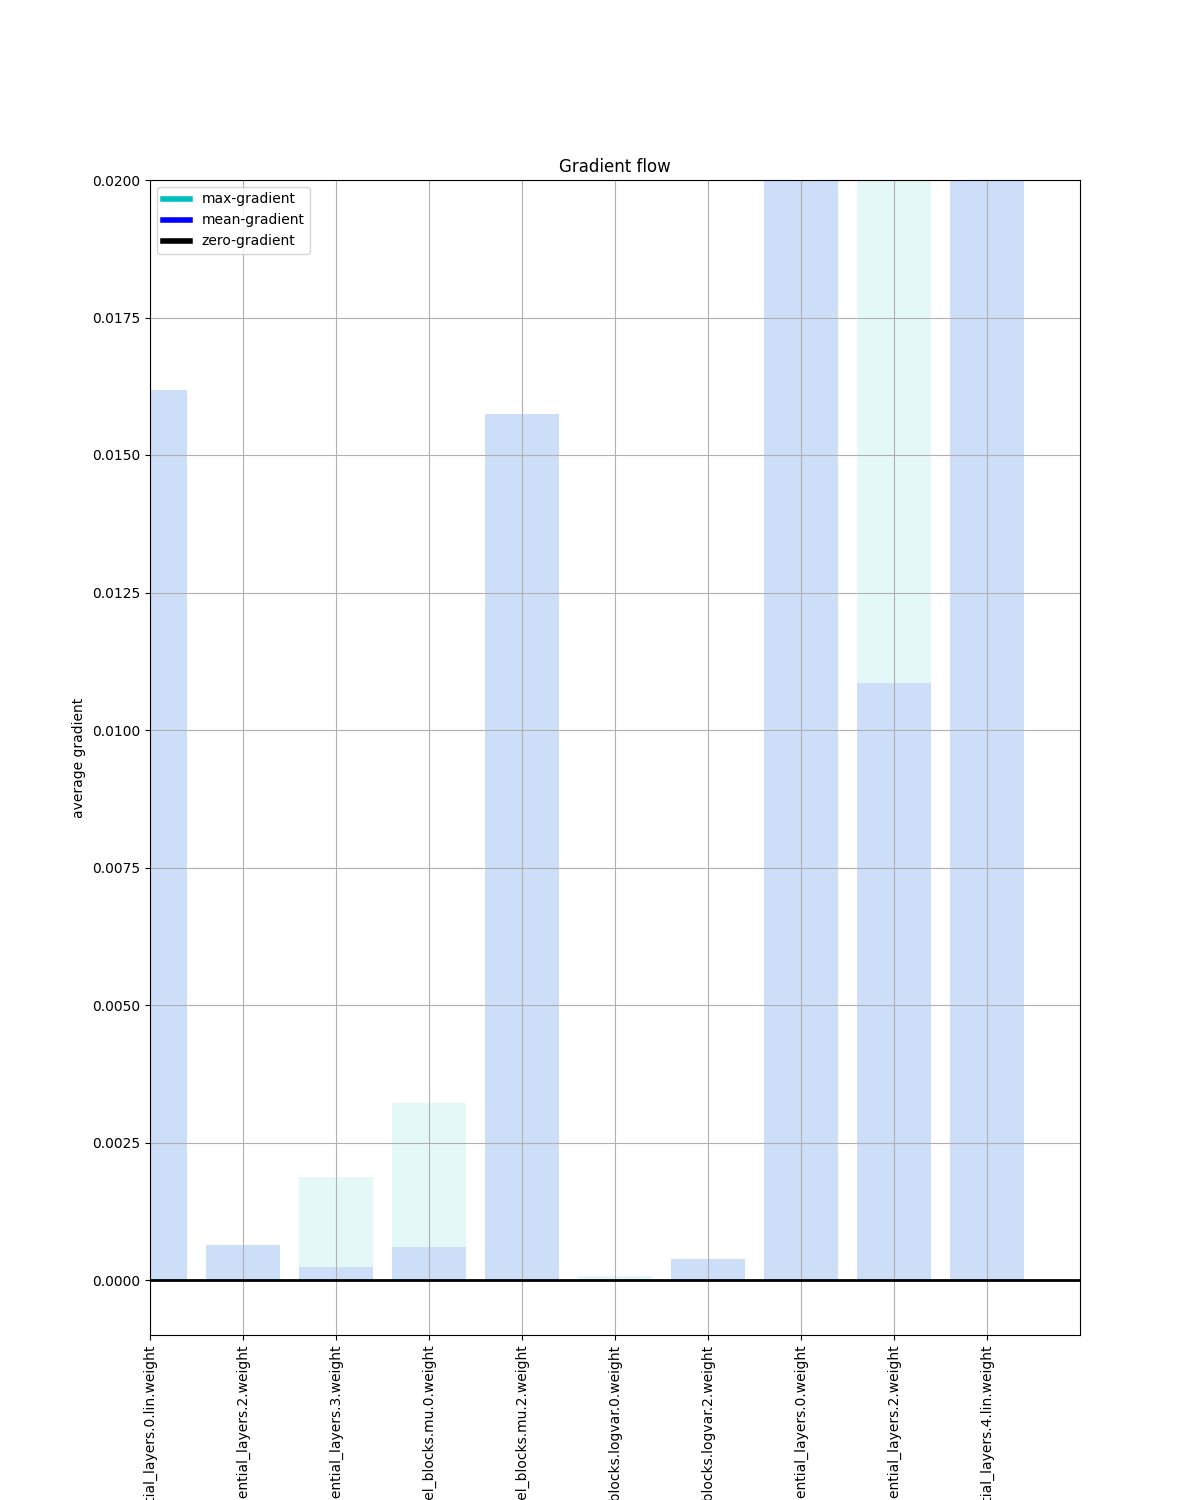 Gradient flow
max-gradient
mean-gradient
zero-gradient
0.0200
0.0175
0.0150
0.0125
0.0100
0.0075
0.0050
0.0025
0.0000
average gradient
tial_layers.0.lin.weight
ential_layers.2.weight
ential_layers.3.weight
el_blocks.mu.0.weight
el_blocks.mu.2.weight
blocks.logvar.0.weight
blocks.logvar.2.weight
ential_layers.0.weight
ential_layers.2.weight
tial_layers.4.lin.weight